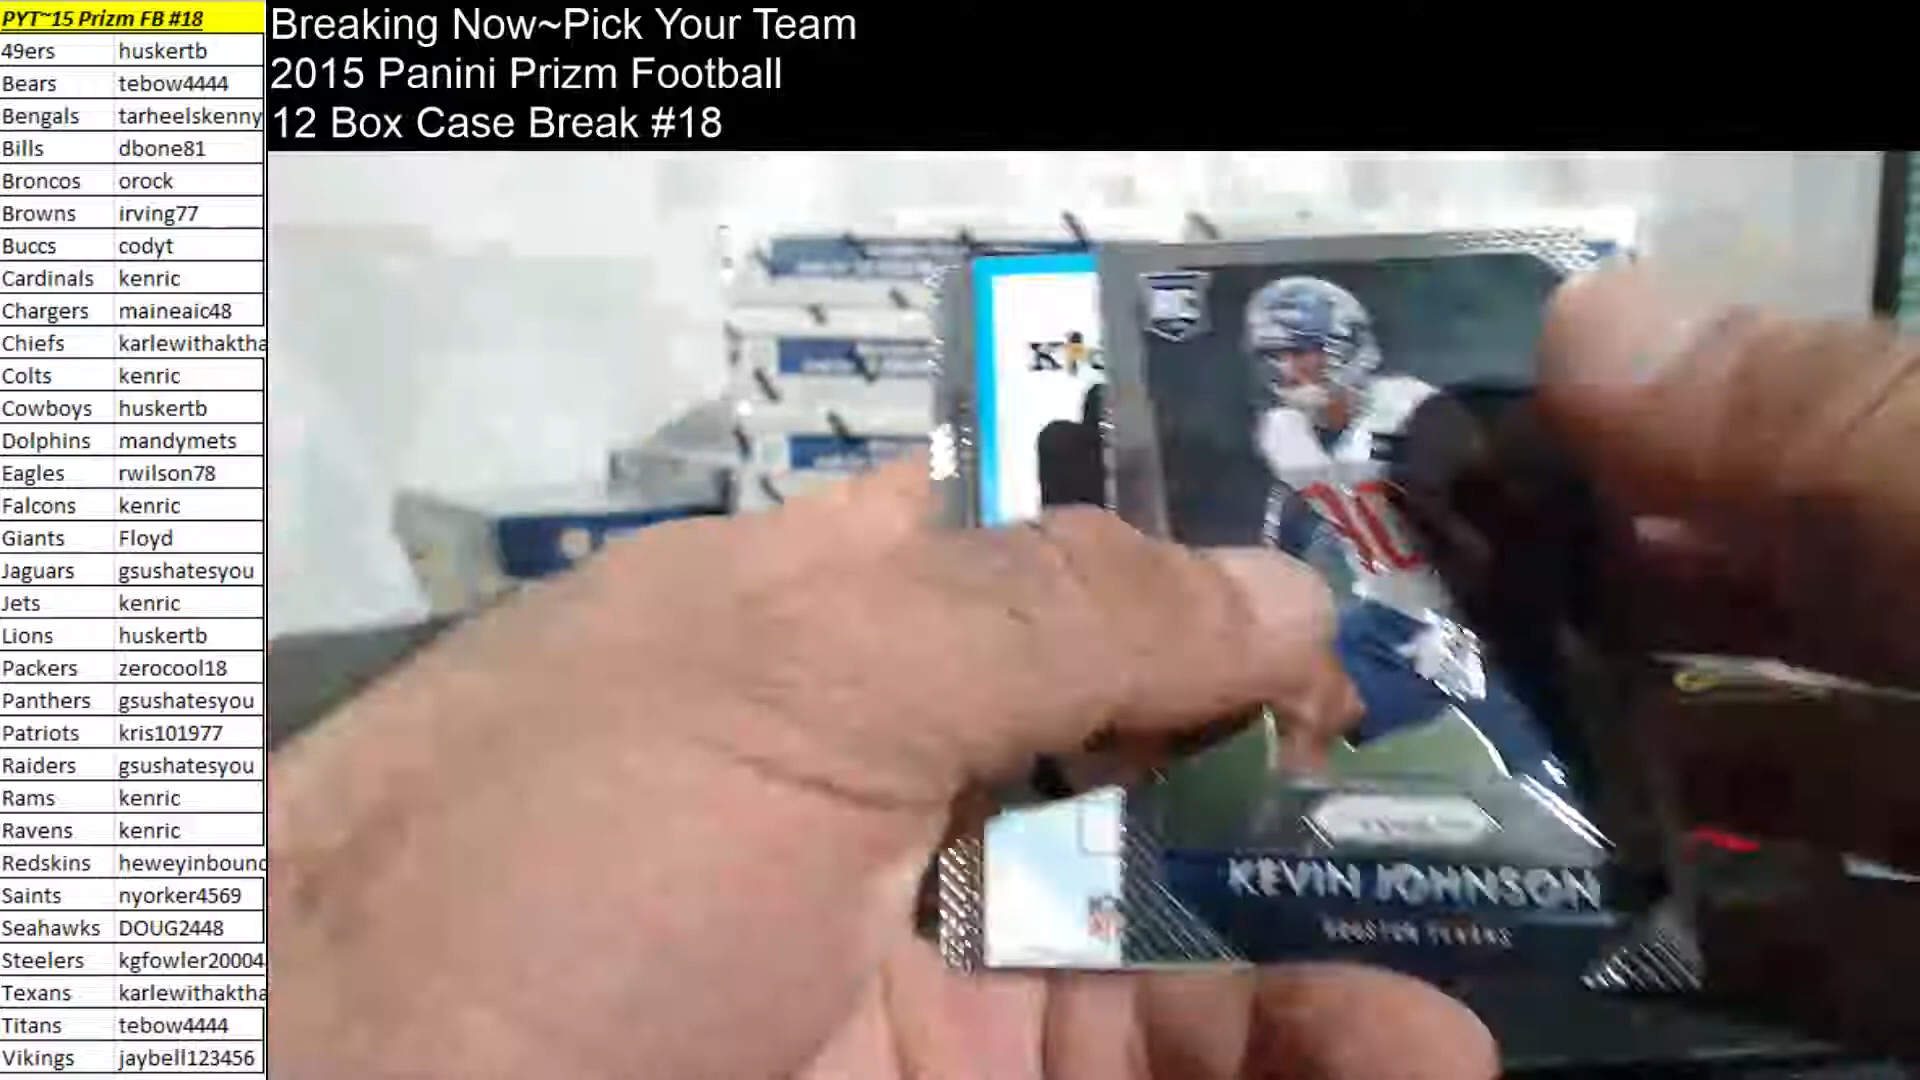 PYT~15 Prizm FB #18
49ers huskertb
Bears tebow4444
Bengals tarheelskenny
Bills dbone81
Broncos orock
Browns irving77
Buccs codyt
Cardinals kenric
Chargers maineaic48
Chiefs karlewithaktha
Colts kenric
Cowboys huskertb
Dolphins mandymets
Eagles rwilson78
Falcons kenric
Giants Floyd
Jaguars gsushatesyou
Jets kenric
Lions huskertb
Packers zerocool18
Panthers gsushatesyou
Patriots kris101977
Raiders gsushatesyou
Rams kenric
Ravens kenric
Redskins heweyinbound
Saints nyorker4569
Seahawks DOUG2448
Steelers kgfowler20004
Texans karlewithaktha
Titans tebow4444
Vikings jaybell123456
Breaking Now~Pick Your Team
2015 Panini Prizm Football
12 Box Case Break #18
RC
KEVIN JOHNSON
HOUSTON TEXANS